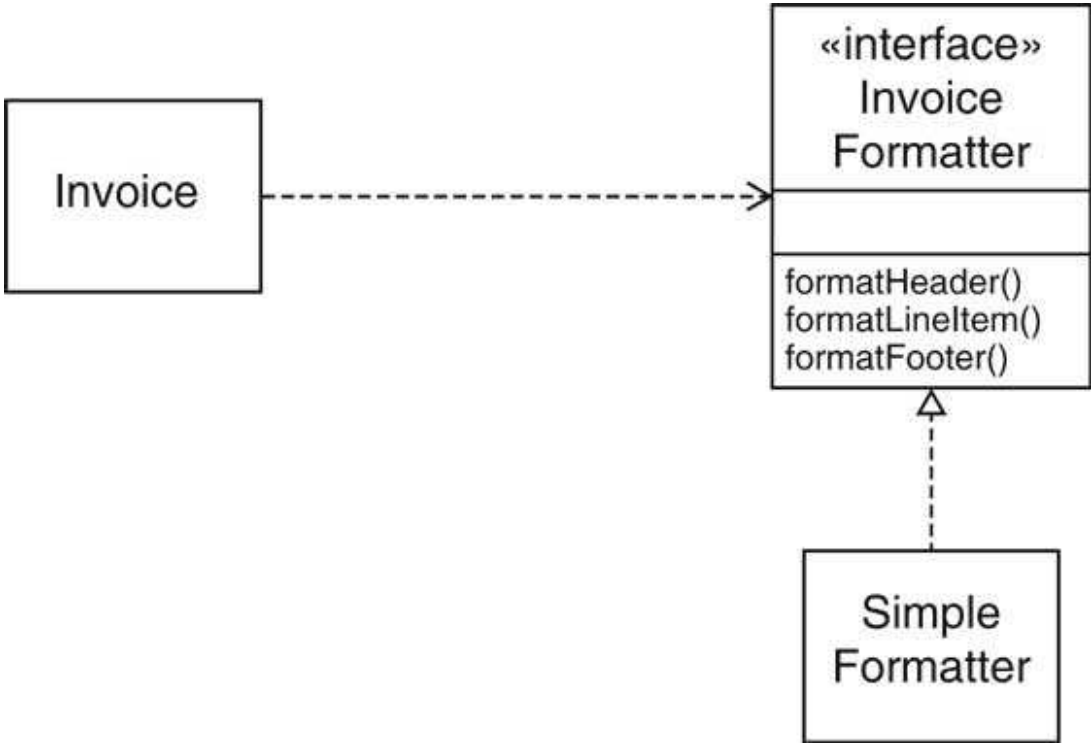 Invoice
«interface»
Invoice
Formatter
formatHeader()
formatLineItem()
formatFooter()
Simple
Formatter